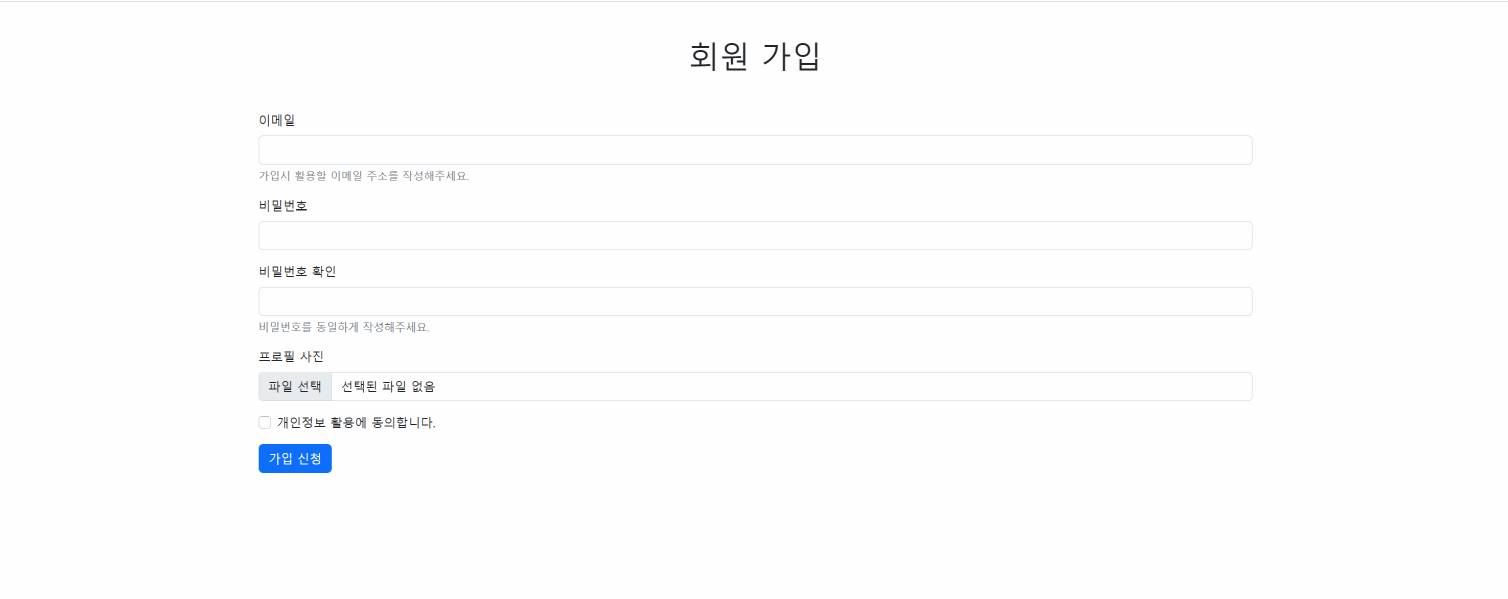 회원 가입
이메일
가입시 활용할 이메일 주소를 작성해주세요.
비밀번호
비밀번호 확인
비밀번호를 동일하게 작성해주세요.
프로필 사진
파일 선택 선택된 파일 없음
개인정보 활용에 동의합니다.
가입 신청